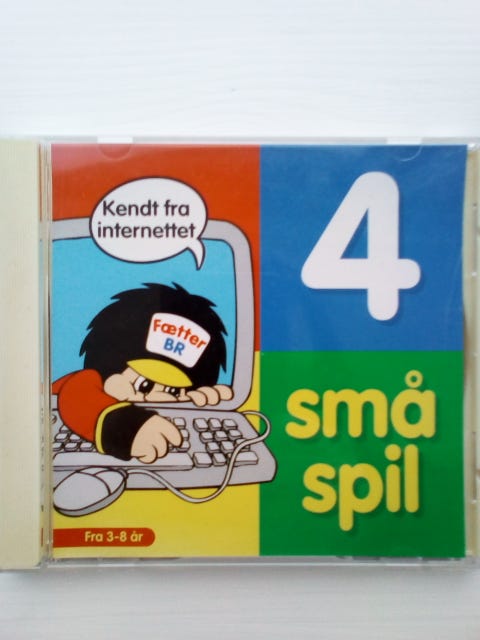 Kendt fra
internettet
Fætter
BR
4
små
spil
Fra 3-8 år